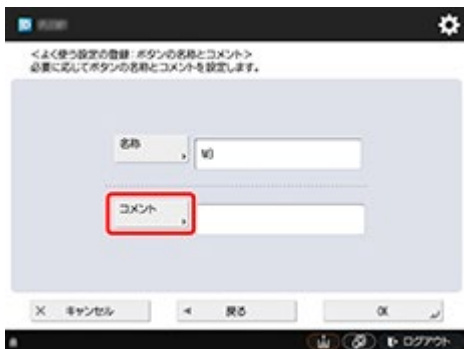 <よく使う設定の登録:ボタンの名称とコメント>
必要に応じてボタンの名称とコメントを設定します。
名称
コメント
キャンセル
戻る
OK
ログアウト